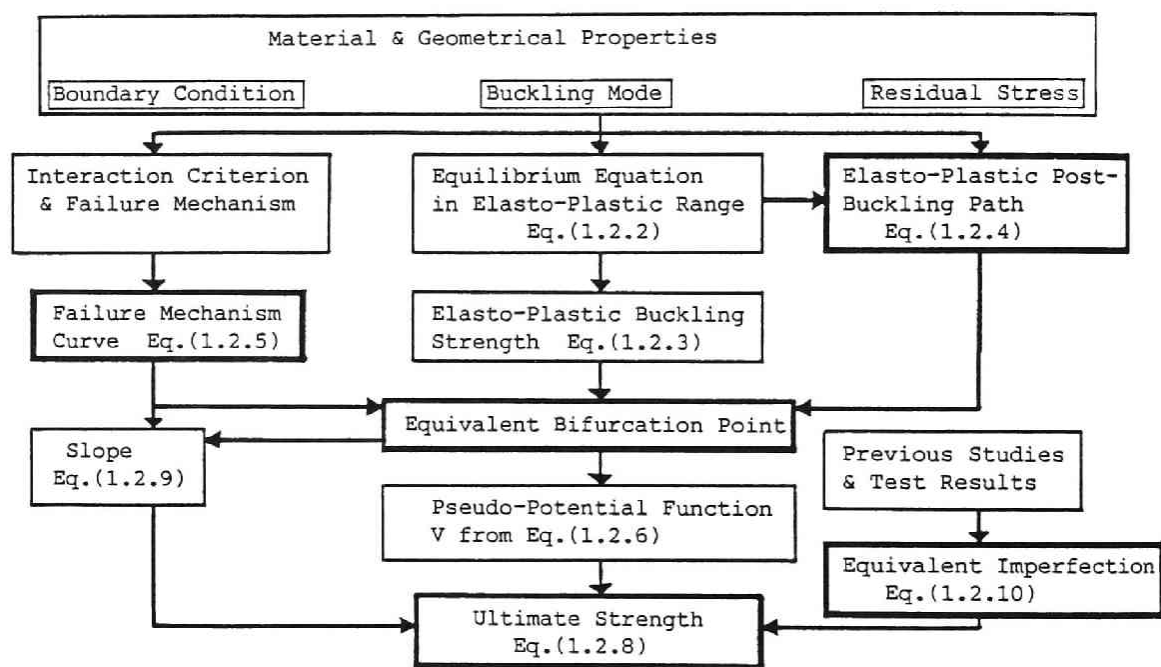 Material & Geometrical Properties
Boundary Condition
Buckling Mode
Residual Stress
Interaction Criterion
& Failure Mechanism
Equilibrium Equation
in Elasto-Plastic Range
Eq.(1.2.2)
Elasto-Plastic Post-
Buckling Path
Eq.(1.2.4)
Failure Mechanism
Curve Eq.(1.2.5)
Elasto-Plastic Buckling
Strength Eq.(1.2.3)
Equivalent Bifurcation Point
Slope
Eq.(1.2.9)
Previous Studies
& Test Results
Pseudo-Potential Function
V from Eq.(1.2.6)
Equivalent Imperfection
Eq.(1.2.10)
Ultimate Strength
Eq.(1.2.8)